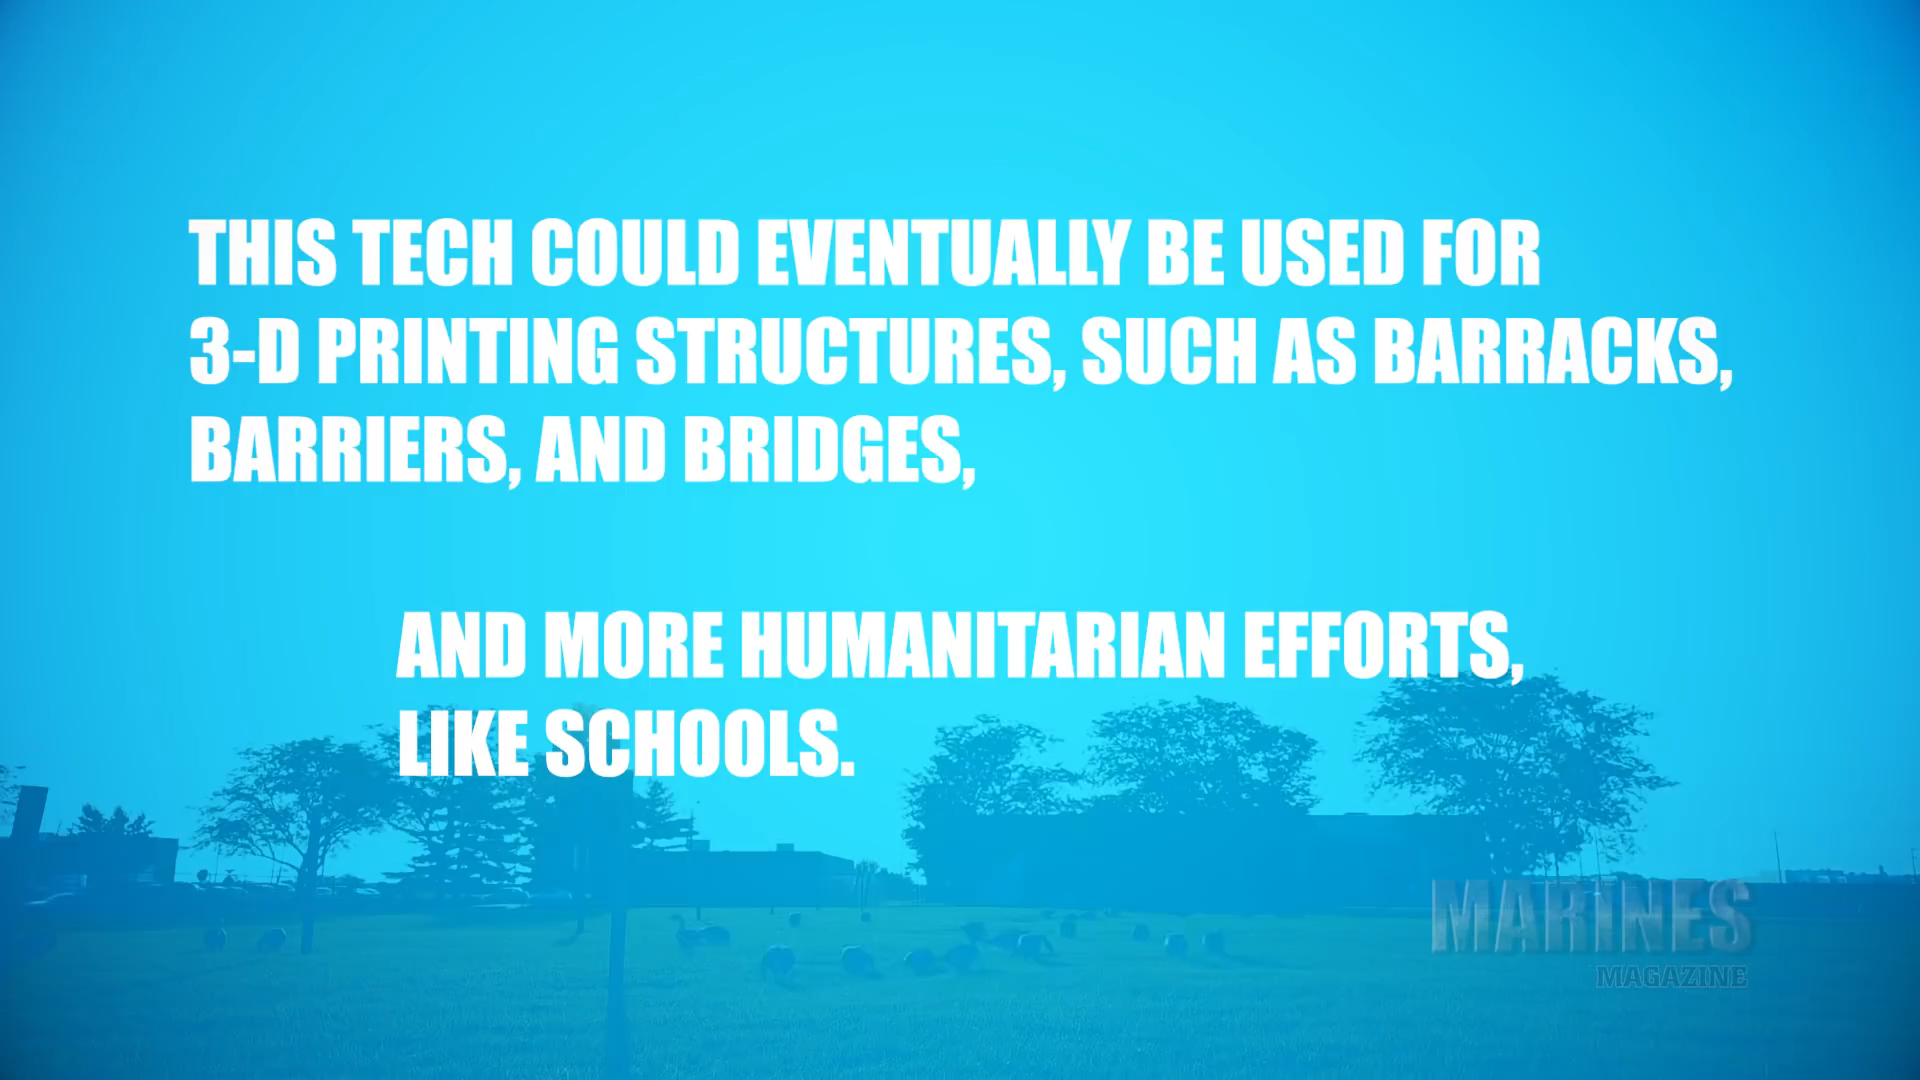 THIS TECH COULD EVENTUALLY BE USED FOR
3-D PRINTING STRUCTURES, SUCH AS BARRACKS,
BARRIERS, AND BRIDGES,
AND MORE HUMANITARIAN EFFORTS,
LIKE SCHOOLS.
MARINES
MAGAZINE